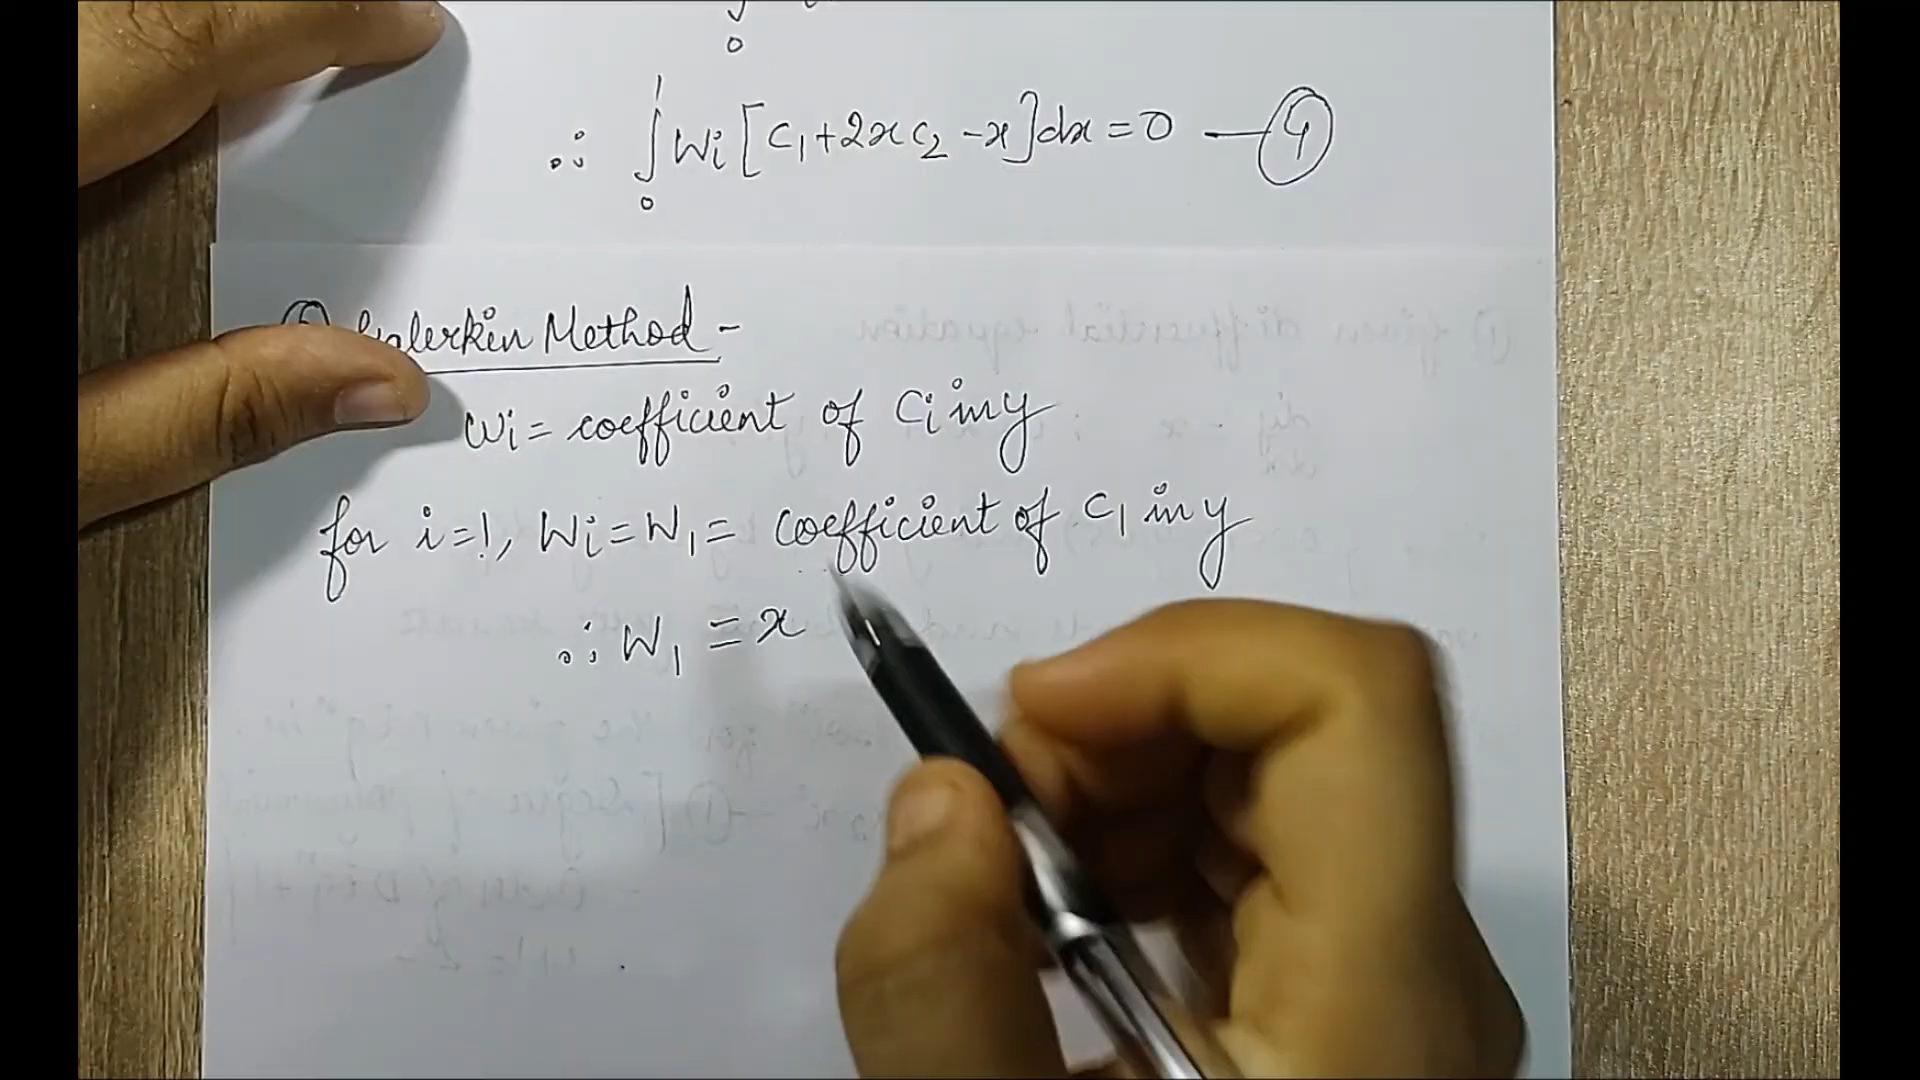 0
∴ ∫₀¹ Wi [C₁+2xC₂-x]dx=0 —④
Galerkin Method -
Wi = coefficient of Ci in y
for i=1, Wi = W₁ = coefficient of C₁ in y
∴ W₁ = x